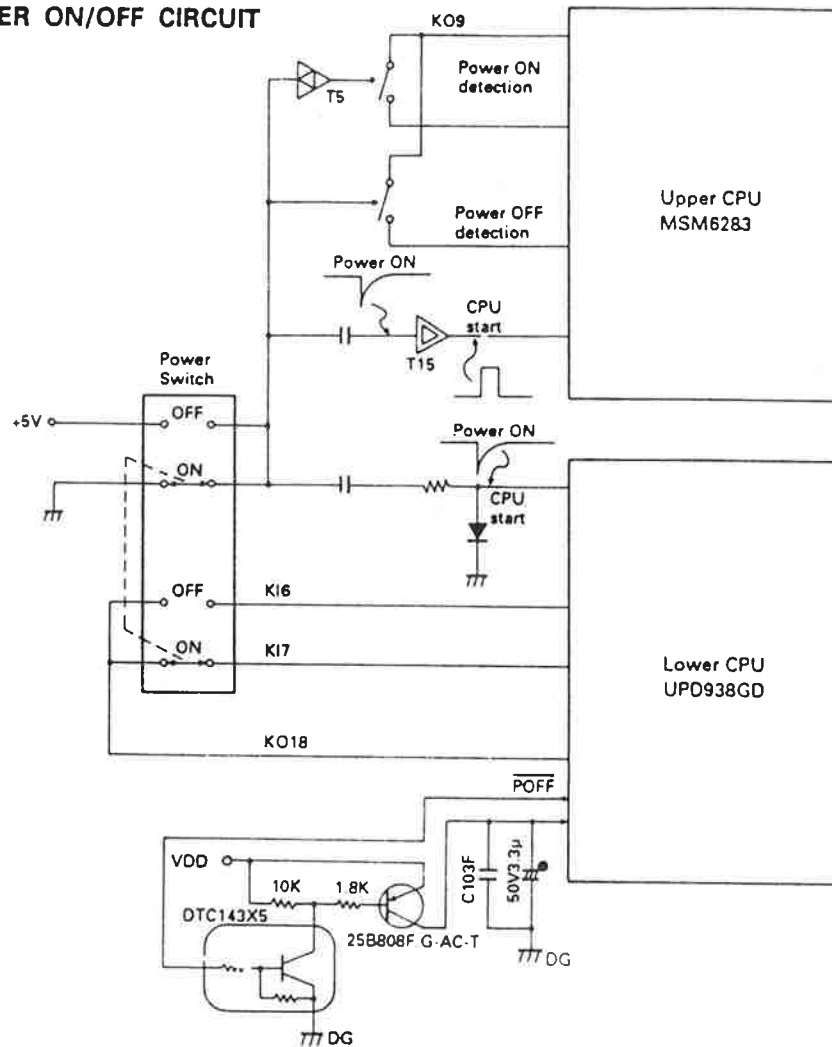 ER ON/OFF CIRCUIT
KO9
Power ON
detection
T5
Upper CPU
MSM6283
Power OFF
detection
Power ON
CPU
start
T15
Power
Switch
+5V
OFF
ON
Power ON
CPU
start
OFF
KI6
ON
KI7
Lower CPU
UPD938GD
KO18
POFF
VDD
10K
1.8K
C103F
50V3.3μ
DTC143X5
25B808F G-AC-T
DG
DG